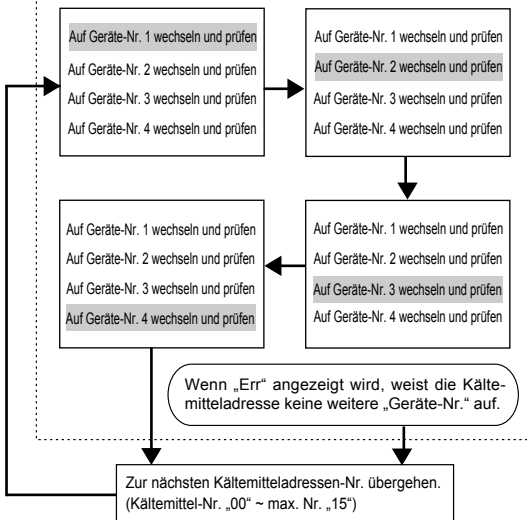 Auf Geräte-Nr. 1 wechseln und prüfen
Auf Geräte-Nr. 2 wechseln und prüfen
Auf Geräte-Nr. 3 wechseln und prüfen
Auf Geräte-Nr. 4 wechseln und prüfen
Auf Geräte-Nr. 1 wechseln und prüfen
Auf Geräte-Nr. 2 wechseln und prüfen
Auf Geräte-Nr. 3 wechseln und prüfen
Auf Geräte-Nr. 4 wechseln und prüfen
Auf Geräte-Nr. 1 wechseln und prüfen
Auf Geräte-Nr. 2 wechseln und prüfen
Auf Geräte-Nr. 3 wechseln und prüfen
Auf Geräte-Nr. 4 wechseln und prüfen
Auf Geräte-Nr. 1 wechseln und prüfen
Auf Geräte-Nr. 2 wechseln und prüfen
Auf Geräte-Nr. 3 wechseln und prüfen
Auf Geräte-Nr. 4 wechseln und prüfen
Wenn „Err“ angezeigt wird, weist die Kälte-
mitteladresse keine weitere „Geräte-Nr.“ auf.
Zur nächsten Kältemitteladressen-Nr. übergehen.
(Kältemittel-Nr. „00“ ~ max. Nr. „15“)